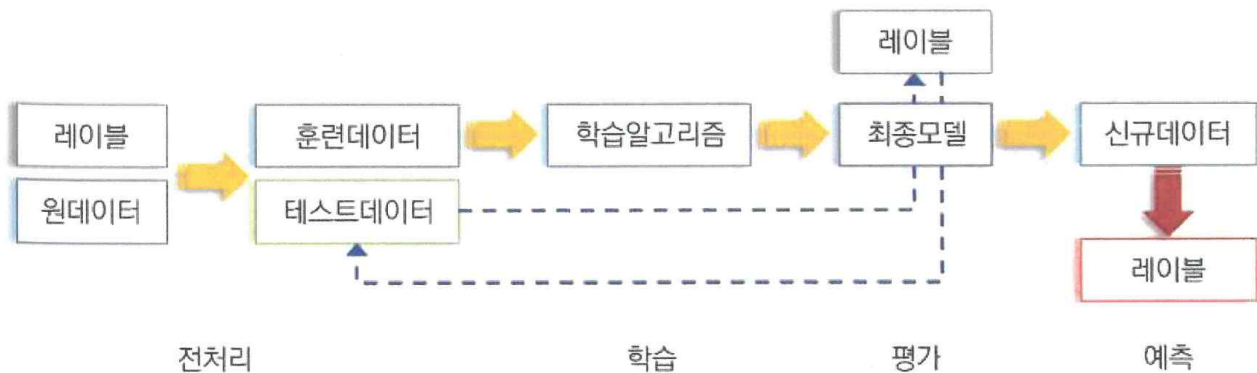 레이블
레이블 훈련데이터 학습알고리즘 최종모델 신규데이터
원데이터 테스트데이터
레이블
전처리 학습 평가 예측